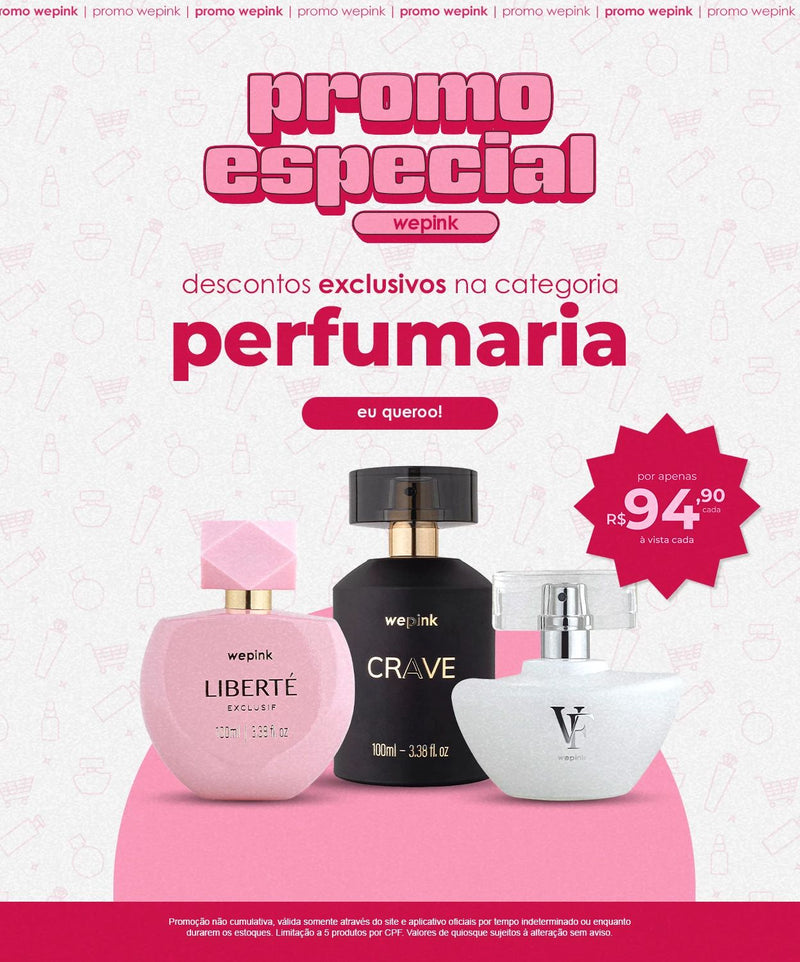 romo wepink | promo wepink | promo wepink | promo wepink | promo wepink | promo wepink | promo wepink | promo wepink
promo
especial
wepink
descontos exclusivos na categoria
perfumaria
eu queroo!
por apenas
R$94,90
cada
à vista cada
wepink
LIBERTÉ
EXCLUSIF
100ml | 3.38 fl. oz
wepink
CRAVE
100ml – 3.38 fl. oz
VF
wepink
Promoção não cumulativa, válida somente através do site e aplicativo oficiais por tempo indeterminado ou enquanto
durarem os estoques. Limitação a 5 produtos por CPF. Valores de quiosque sujeitos à alteração sem aviso.